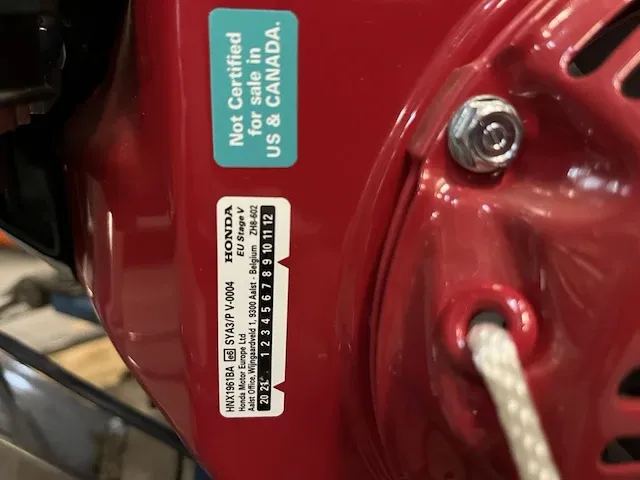 Not Certified
for sale in
US & CANADA.
HONDA
EU Stage V
ZH8-602
HNX1961BA e6 SYA3/P V-0004
Honda Motor Europe Ltd
Aalst Office, Wijngaardveld 1, 9300 Aalst - Belgium
20 1 2 3 4 5 6 7 8 9 10 11 12